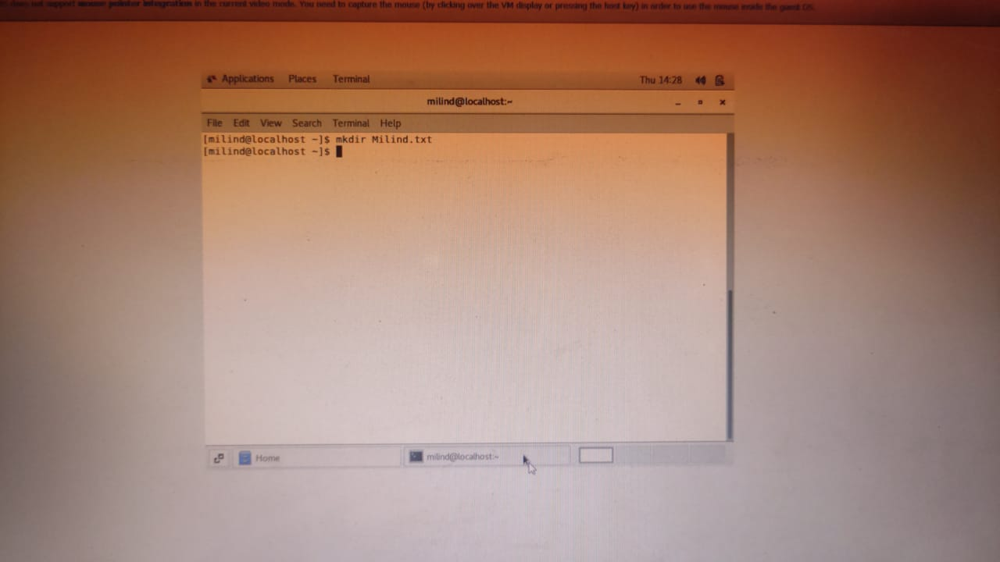 does not support mouse pointer integration in the current video mode. You need to capture the mouse (by clicking over the VM display or pressing the host key) in order to use the mouse inside the guest OS.
Applications Places Terminal Thu 14:28
milind@localhost:~
File Edit View Search Terminal Help
[milind@localhost ~]$ mkdir Milind.txt
[milind@localhost ~]$
Home milind@localhost:~